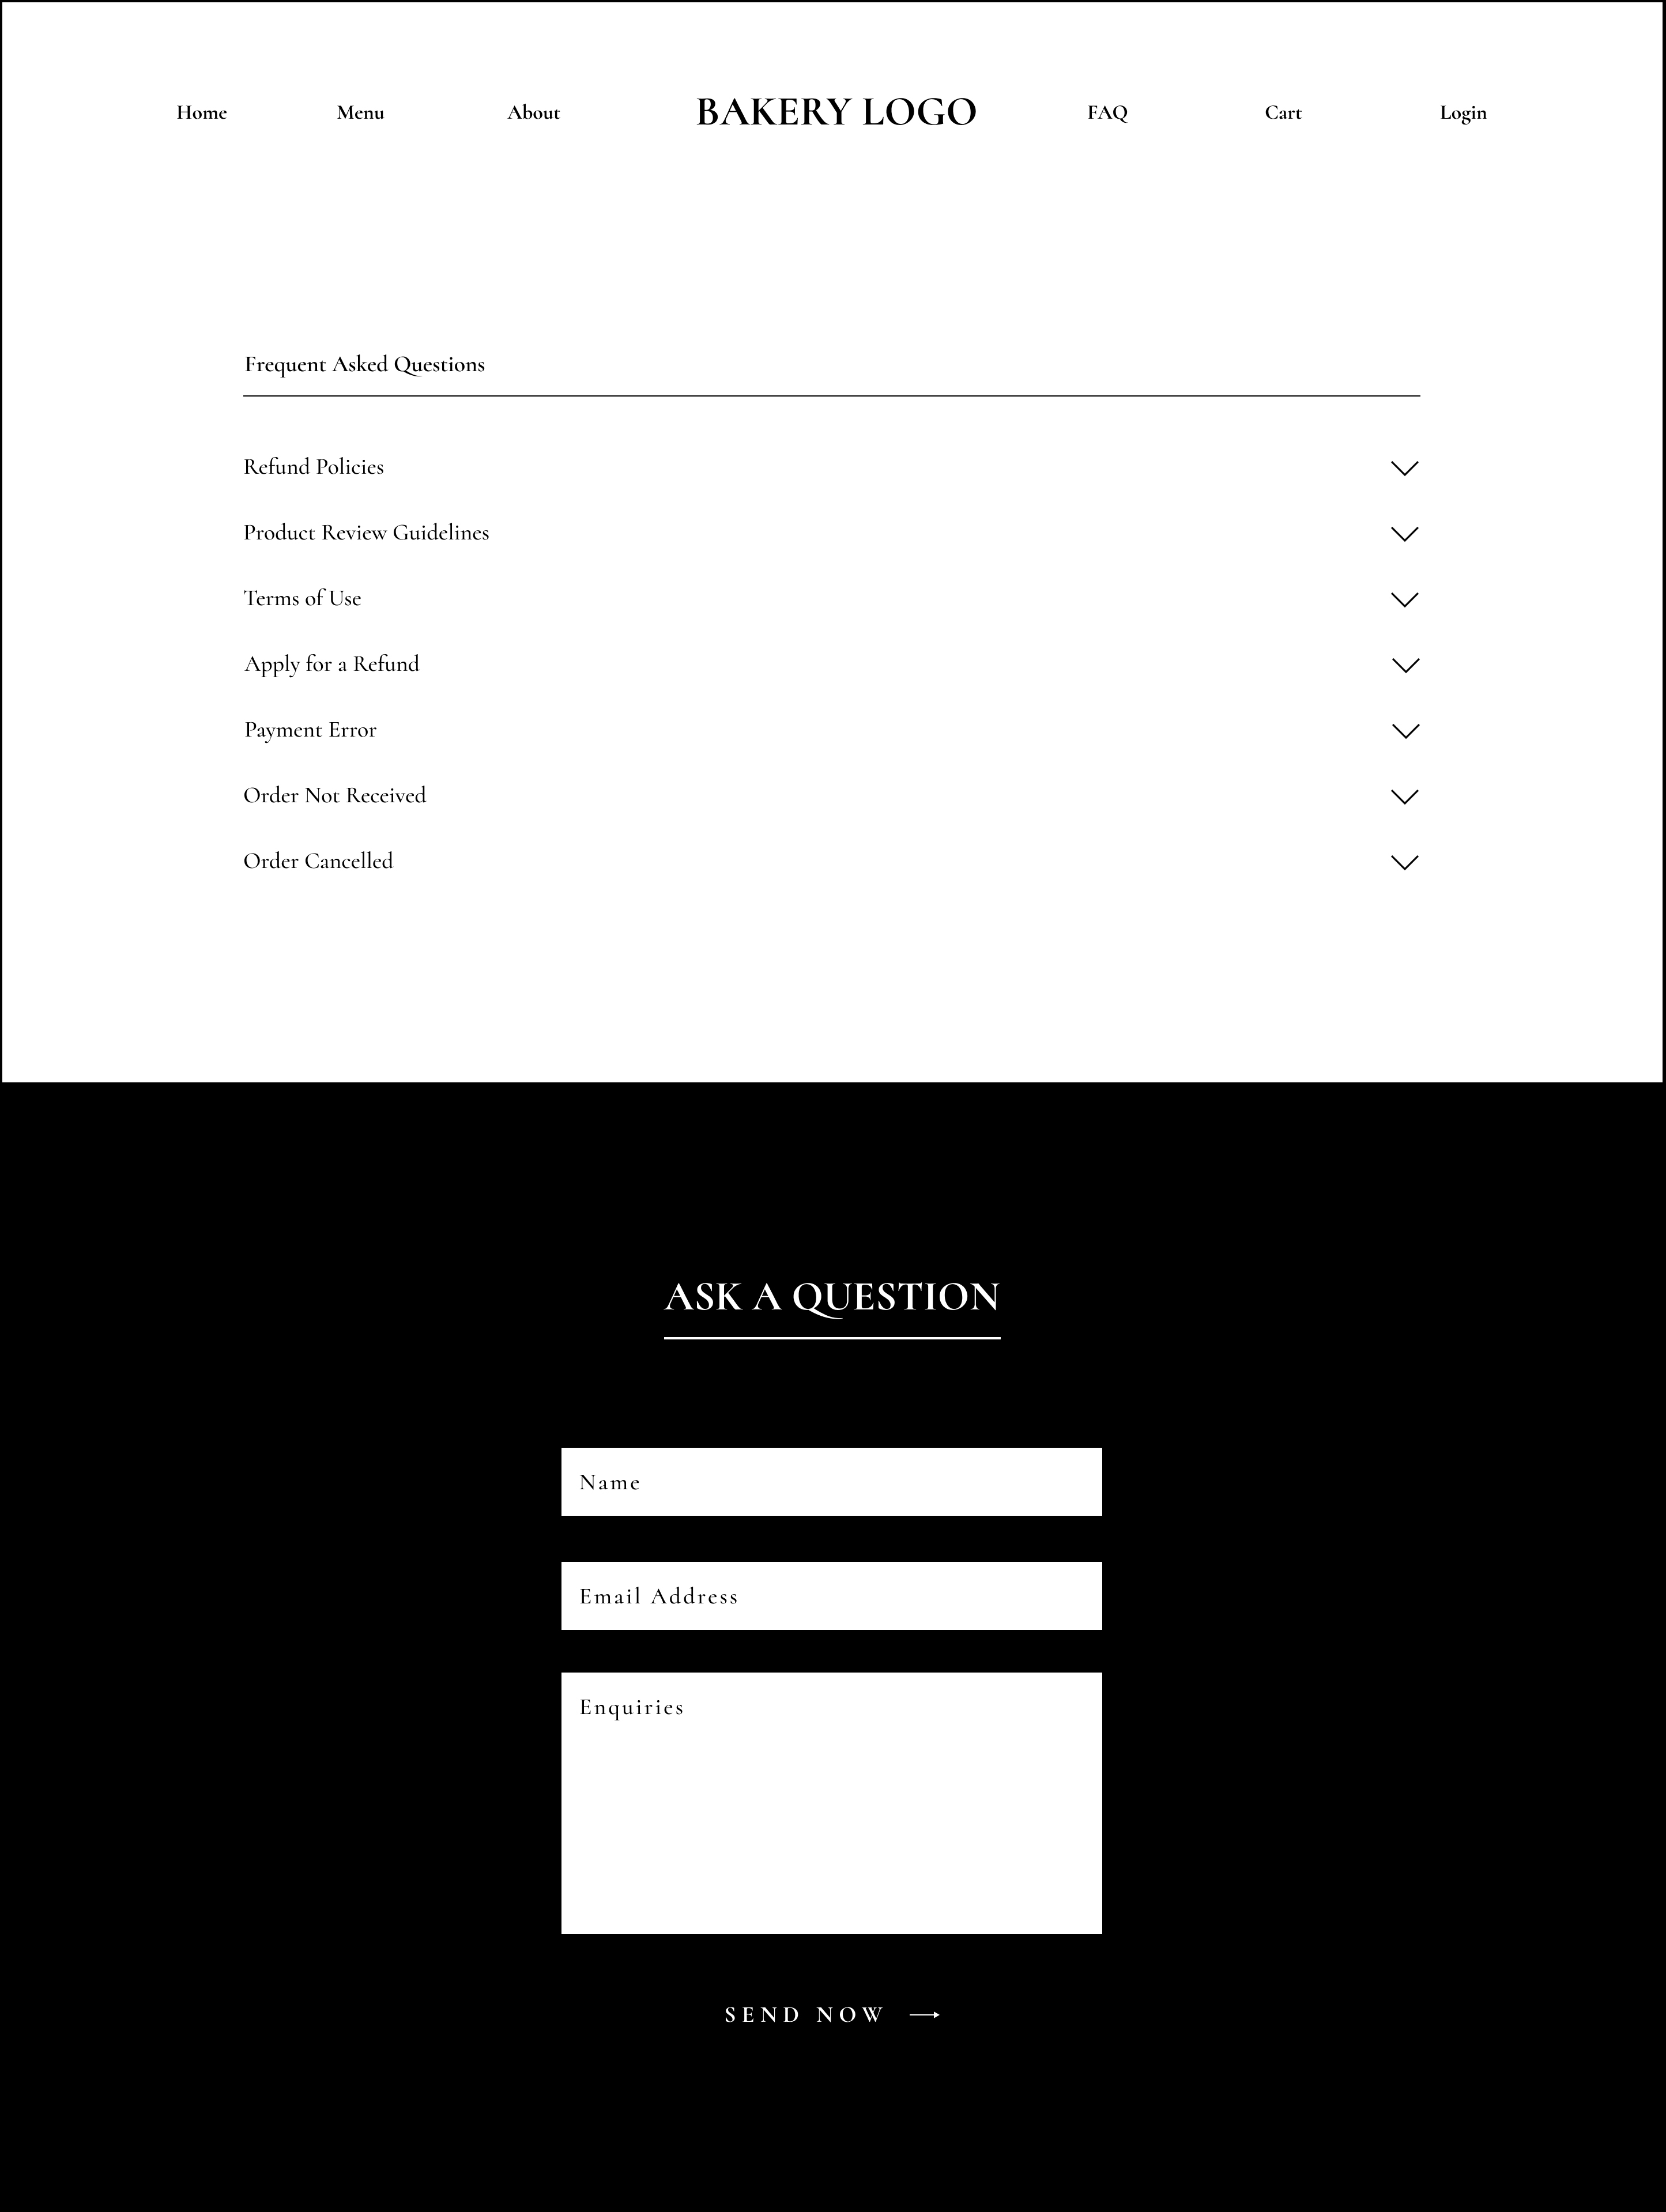 Home Menu About BAKERY LOGO FAQ Cart Login
Frequent Asked Questions
Refund Policies
Product Review Guidelines
Terms of Use
Apply for a Refund
Payment Error
Order Not Received
Order Cancelled
ASK A QUESTION
Name
Email Address
Enquiries
SEND NOW